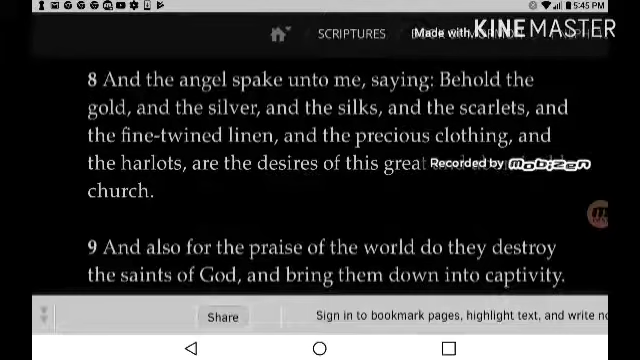 5:45 PM
SCRIPTURES
Made with KINEMASTER
8 And the angel spake unto me, saying: Behold the
gold, and the silver, and the silks, and the scarlets, and
the fine-twined linen, and the precious clothing, and
the harlots, are the desires of this great
Recorded by mobizen
church.
9 And also for the praise of the world do they destroy
the saints of God, and bring them down into captivity.
Share
Sign in to bookmark pages, highlight text, and write